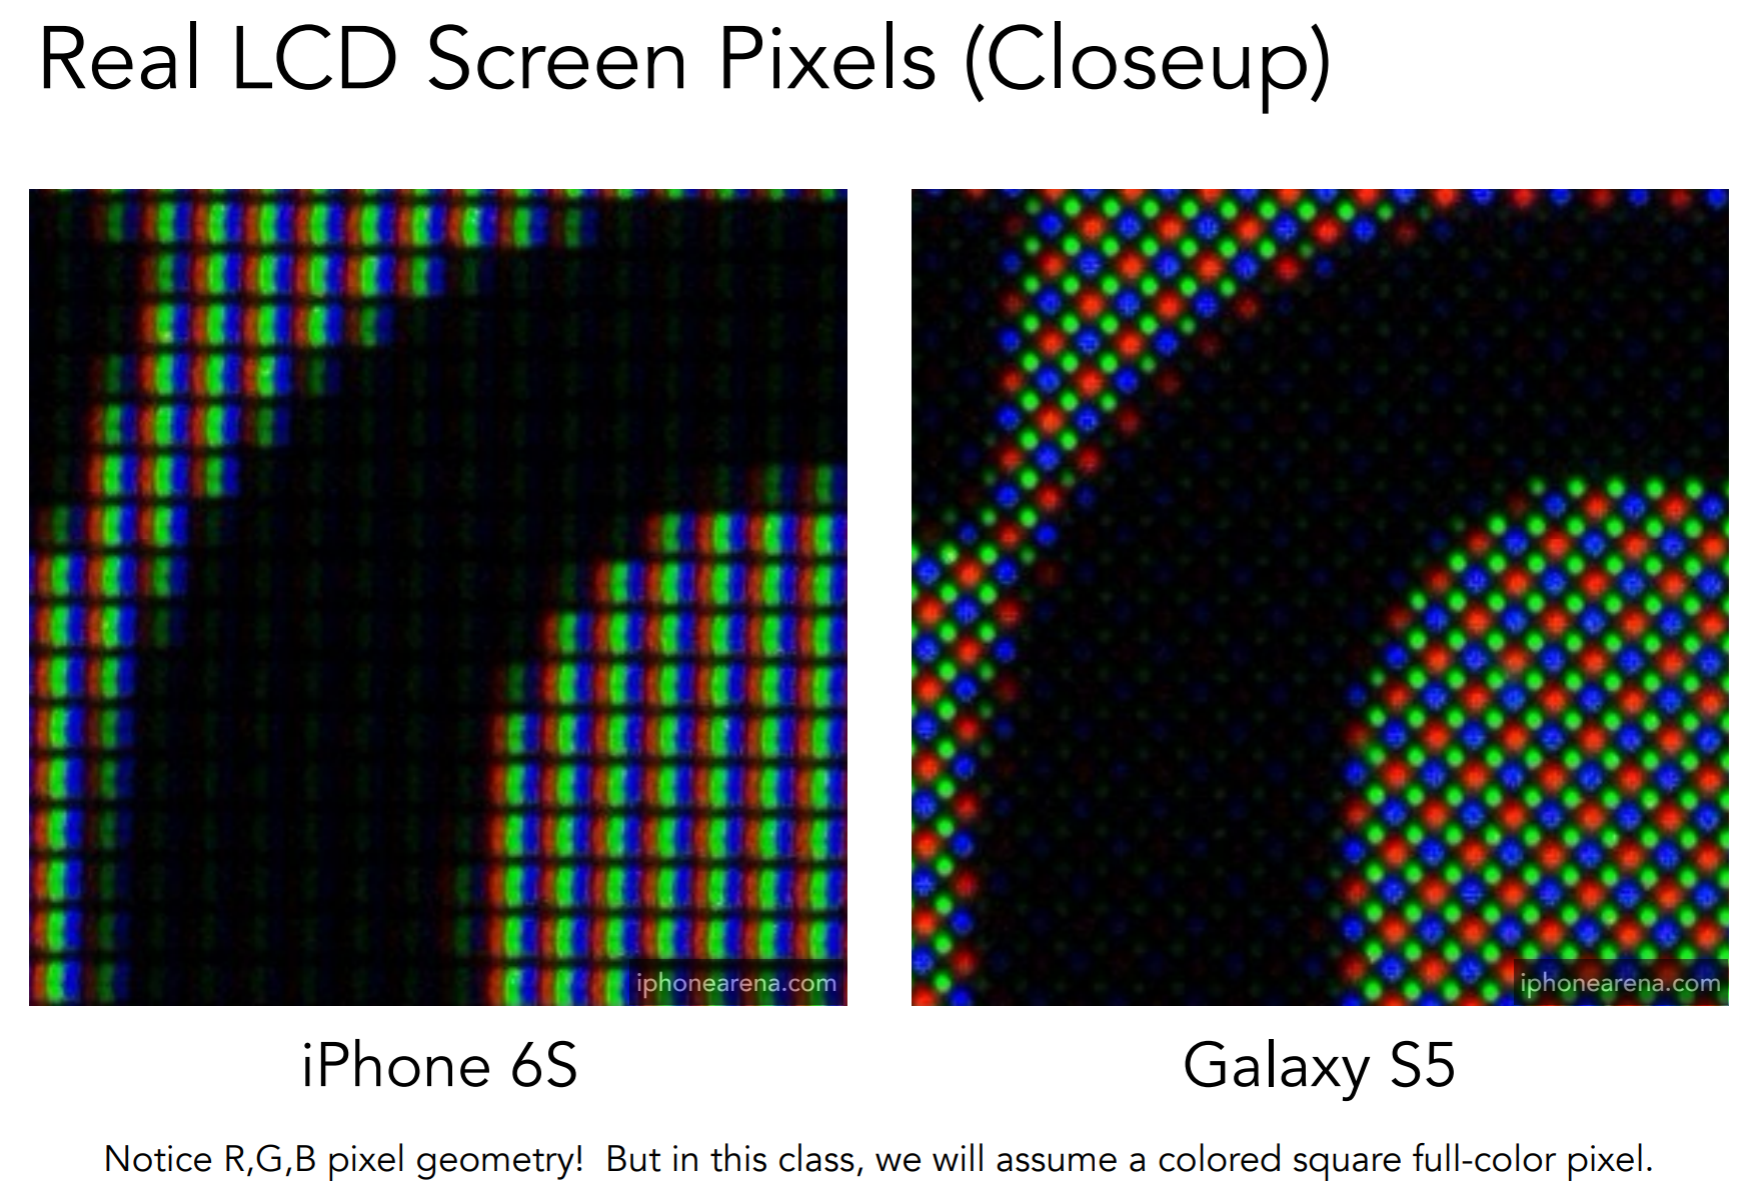 Real LCD Screen Pixels (Closeup)
iphonearena.com
iphonearena.com
iPhone 6S
Galaxy S5
Notice R,G,B pixel geometry!  But in this class, we will assume a colored square full-color pixel.